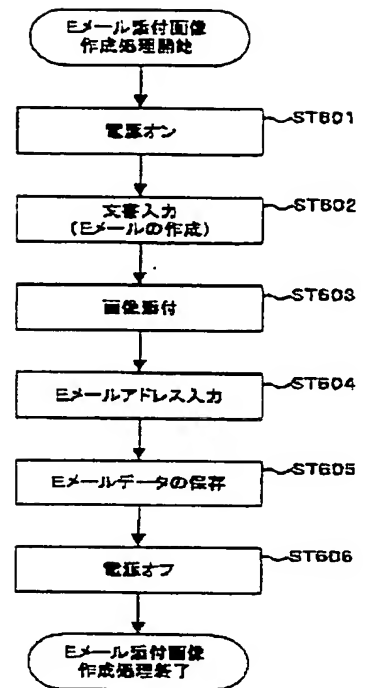 Eメール添付画像
作成処理開始
電源オン
ST601
文書入力
(Eメールの作成)
ST602
画像添付
ST603
Eメールアドレス入力
ST604
Eメールデータの保存
ST605
電源オフ
ST606
Eメール添付画像
作成処理終了